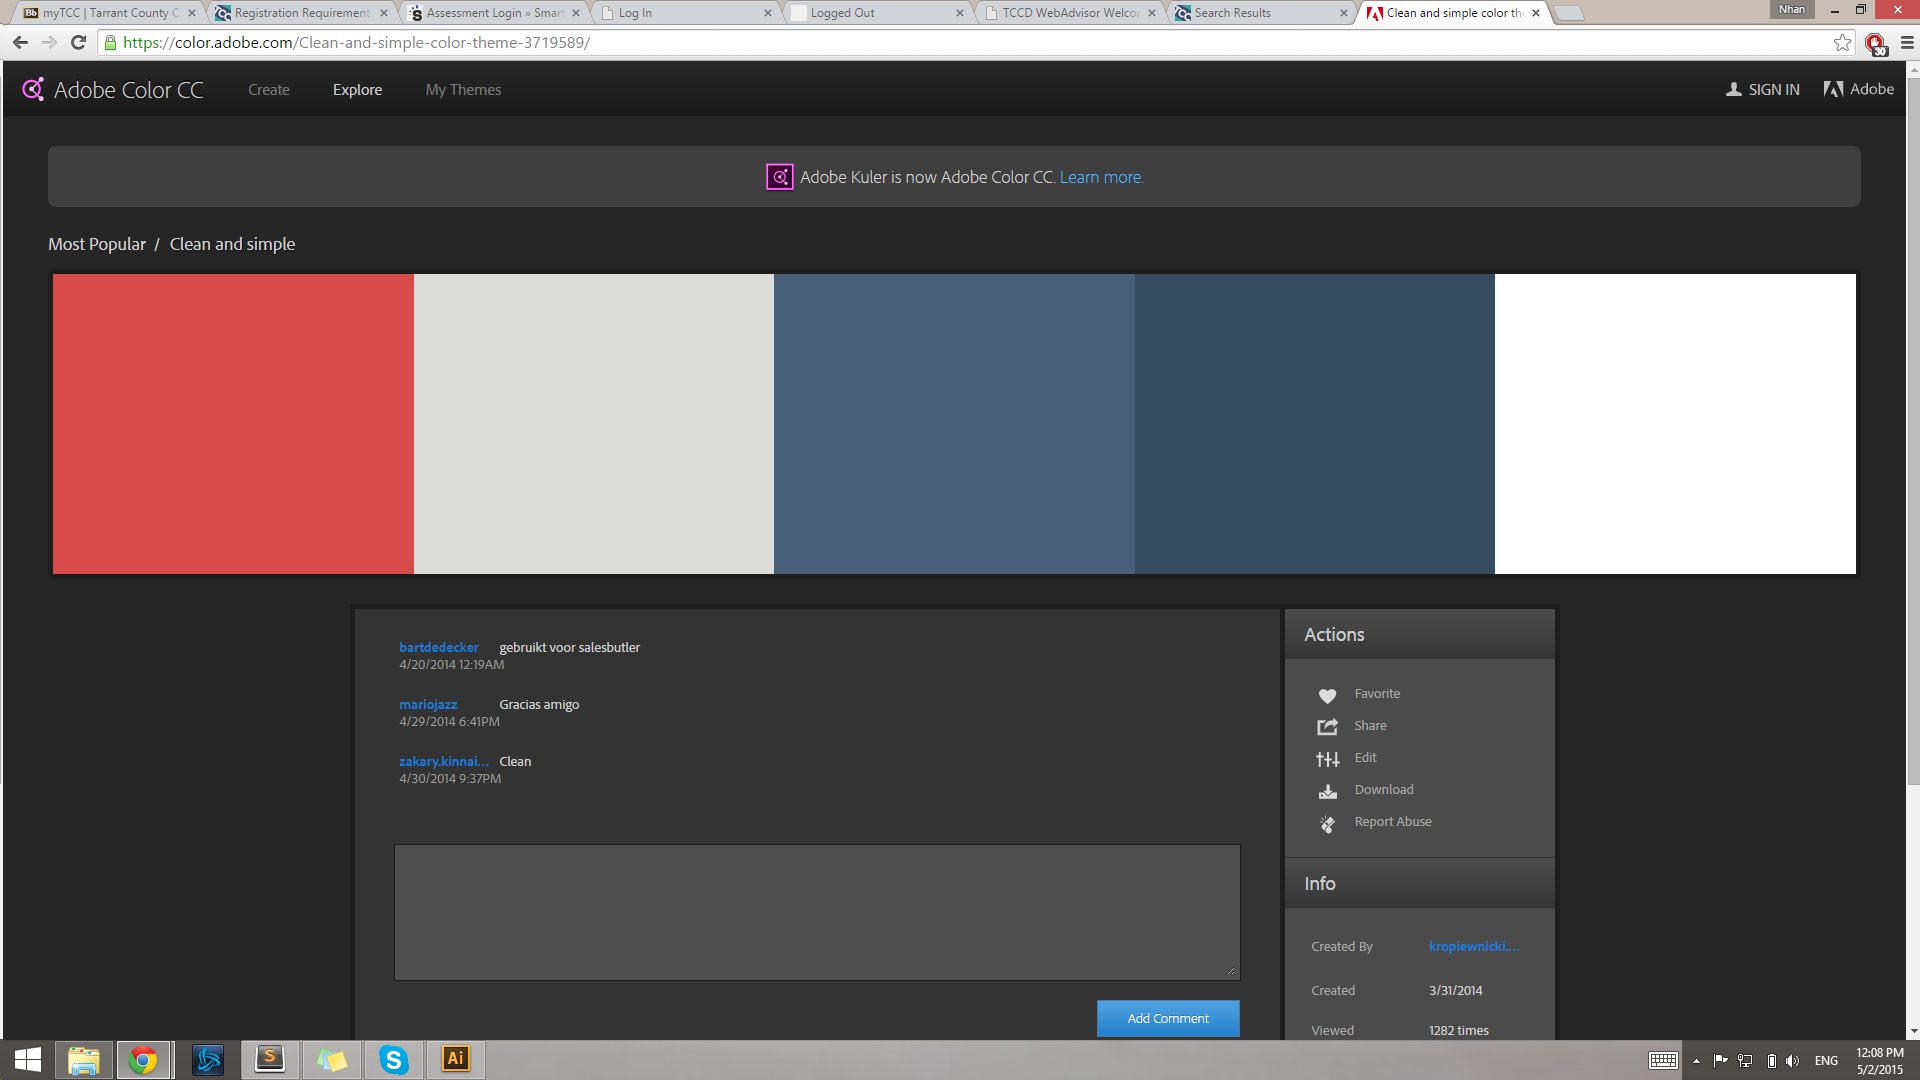 myTCC | Tarrant County C
Registration Requirement
Assessment Login » Smar
Log In
Logged Out
TCCD WebAdvisor Welco
Search Results
Clean and simple color th
Nhan
https://color.adobe.com/Clean-and-simple-color-theme-3719589/
30
Adobe Color CC
Create
Explore
My Themes
SIGN IN
Adobe
Adobe Kuler is now Adobe Color CC. Learn more.
Most Popular / Clean and simple
bartdedecker gebruikt voor salesbutler
4/20/2014 12:19AM
mariojazz Gracias amigo
4/29/2014 6:41PM
zakary.kinnai... Clean
4/30/2014 9:37PM
Add Comment
Actions
Favorite
Share
Edit
Download
Report Abuse
Info
Created By kropiewnicki....
Created 3/31/2014
Viewed 1282 times
Ai
ENG
12:08 PM
5/2/2015